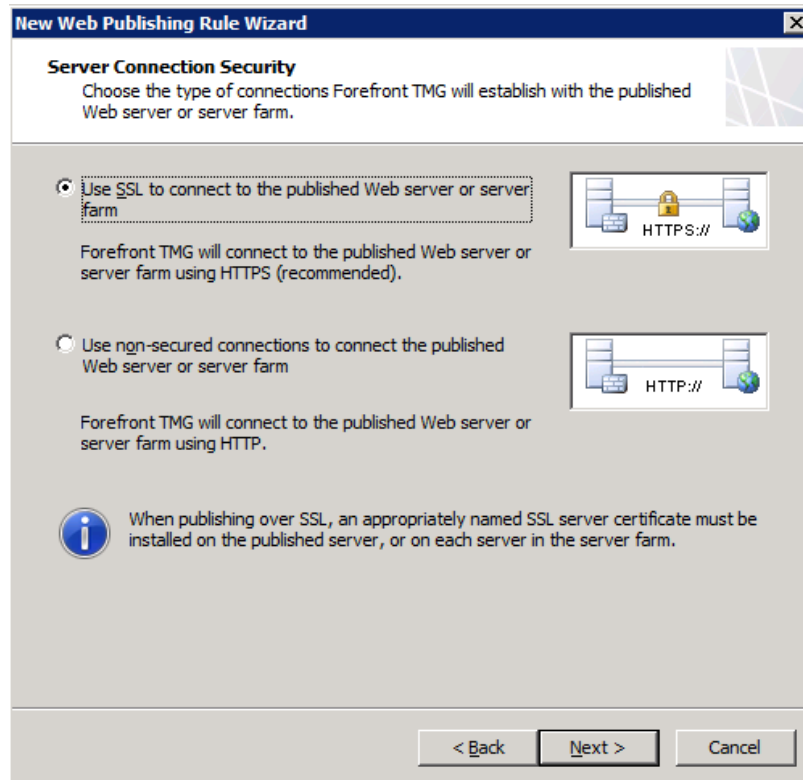 New Web Publishing Rule Wizard
Server Connection Security
Choose the type of connections Forefront TMG will establish with the published
Web server or server farm.
Use SSL to connect to the published Web server or server
farm
HTTPS://
Forefront TMG will connect to the published Web server or
server farm using HTTPS (recommended).
Use non-secured connections to connect the published
Web server or server farm
HTTP://
Forefront TMG will connect to the published Web server or
server farm using HTTP.
When publishing over SSL, an appropriately named SSL server certificate must be
installed on the published server, or on each server in the server farm.
< Back Next > Cancel